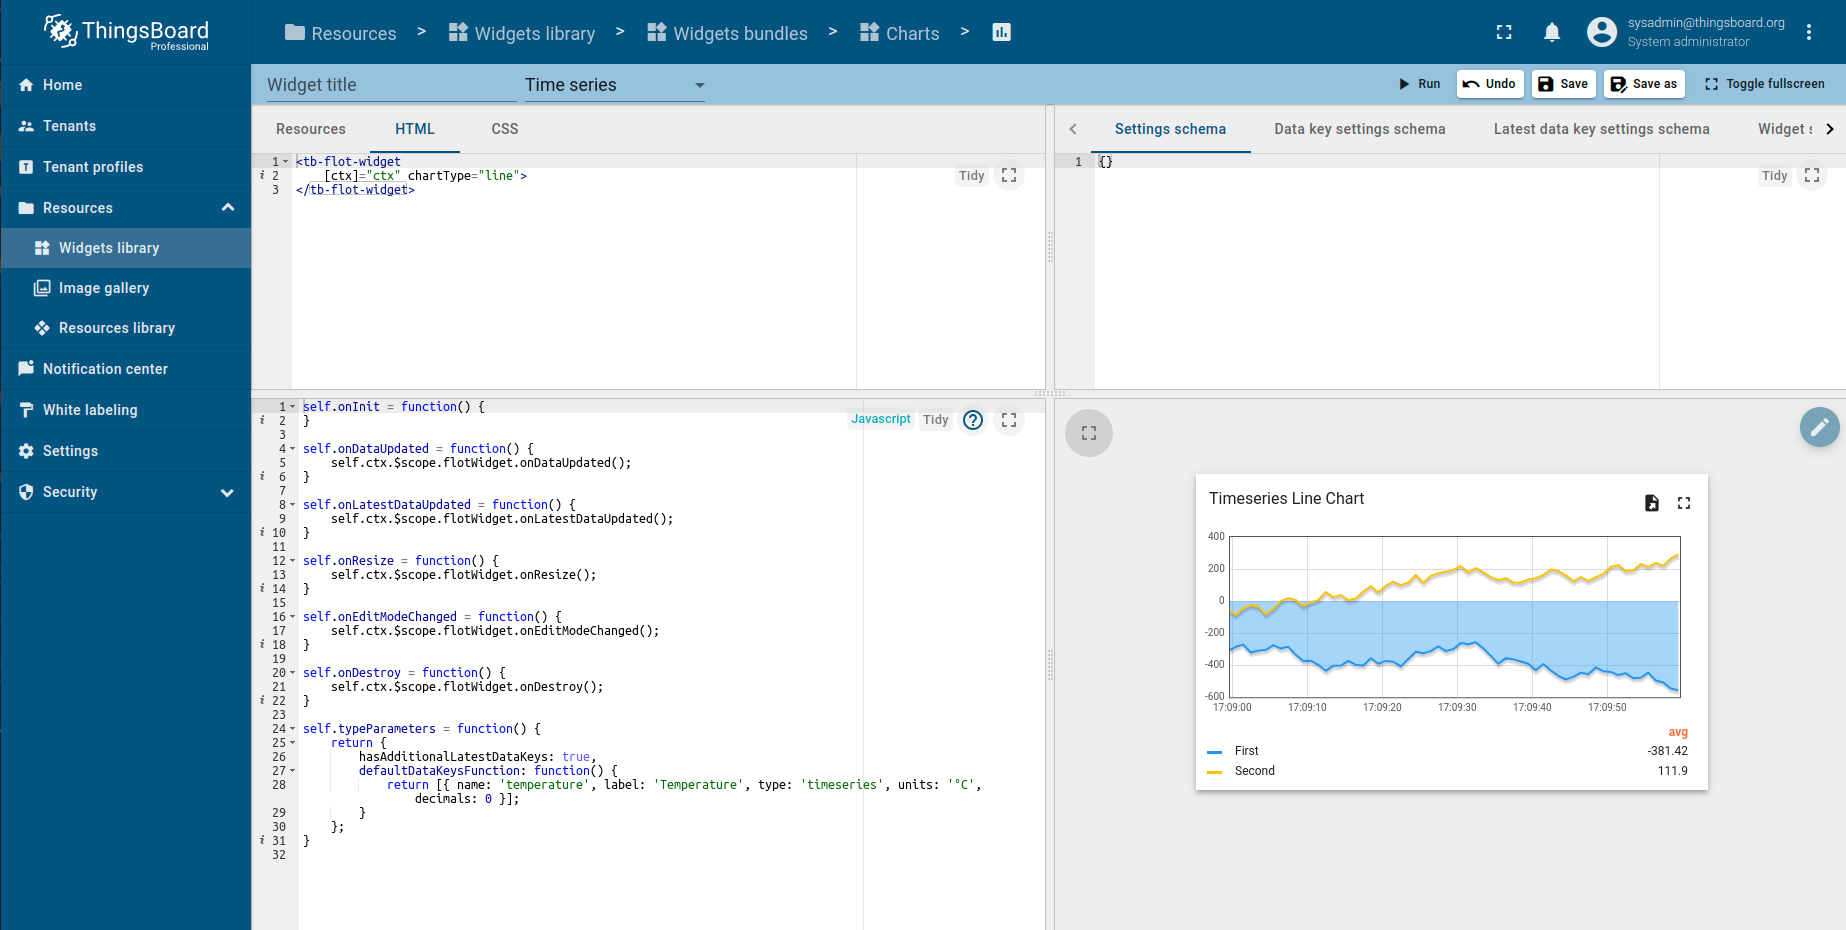 ThingsBoard
Professional
Resources > Widgets library > Widgets bundles > Charts >
sysadmin@thingsboard.org
System administrator
Home
Tenants
Tenant profiles
Resources
Widgets library
Image gallery
Resources library
Notification center
White labeling
Settings
Security
Widget title
Time series
Run
Undo
Save
Save as
Toggle fullscreen
Resources
HTML
CSS
1 <tb-flot-widget
2 [ctx]="ctx" chartType="line">
3 </tb-flot-widget>
Tidy
Settings schema
Data key settings schema
Latest data key settings schema
Widget s
1 {}
Tidy
Javascript
Tidy
1 self.onInit = function() {
2 }
3
4 self.onDataUpdated = function() {
5 self.ctx.$scope.flotWidget.onDataUpdated();
6 }
7
8 self.onLatestDataUpdated = function() {
9 self.ctx.$scope.flotWidget.onLatestDataUpdated();
10 }
11
12 self.onResize = function() {
13 self.ctx.$scope.flotWidget.onResize();
14 }
15
16 self.onEditModeChanged = function() {
17 self.ctx.$scope.flotWidget.onEditModeChanged();
18 }
19
20 self.onDestroy = function() {
21 self.ctx.$scope.flotWidget.onDestroy();
22 }
23
24 self.typeParameters = function() {
25 return {
26 hasAdditionalLatestDataKeys: true,
27 defaultDataKeysFunction: function() {
28 return [{ name: 'temperature', label: 'Temperature', type: 'timeseries', units: '°C',
decimals: 0 }];
29 }
30 };
31 }
32
Timeseries Line Chart
400
200
0
-200
-400
-600
17:09:00 17:09:10 17:09:20 17:09:30 17:09:40 17:09:50
avg
First -381.42
Second 111.9